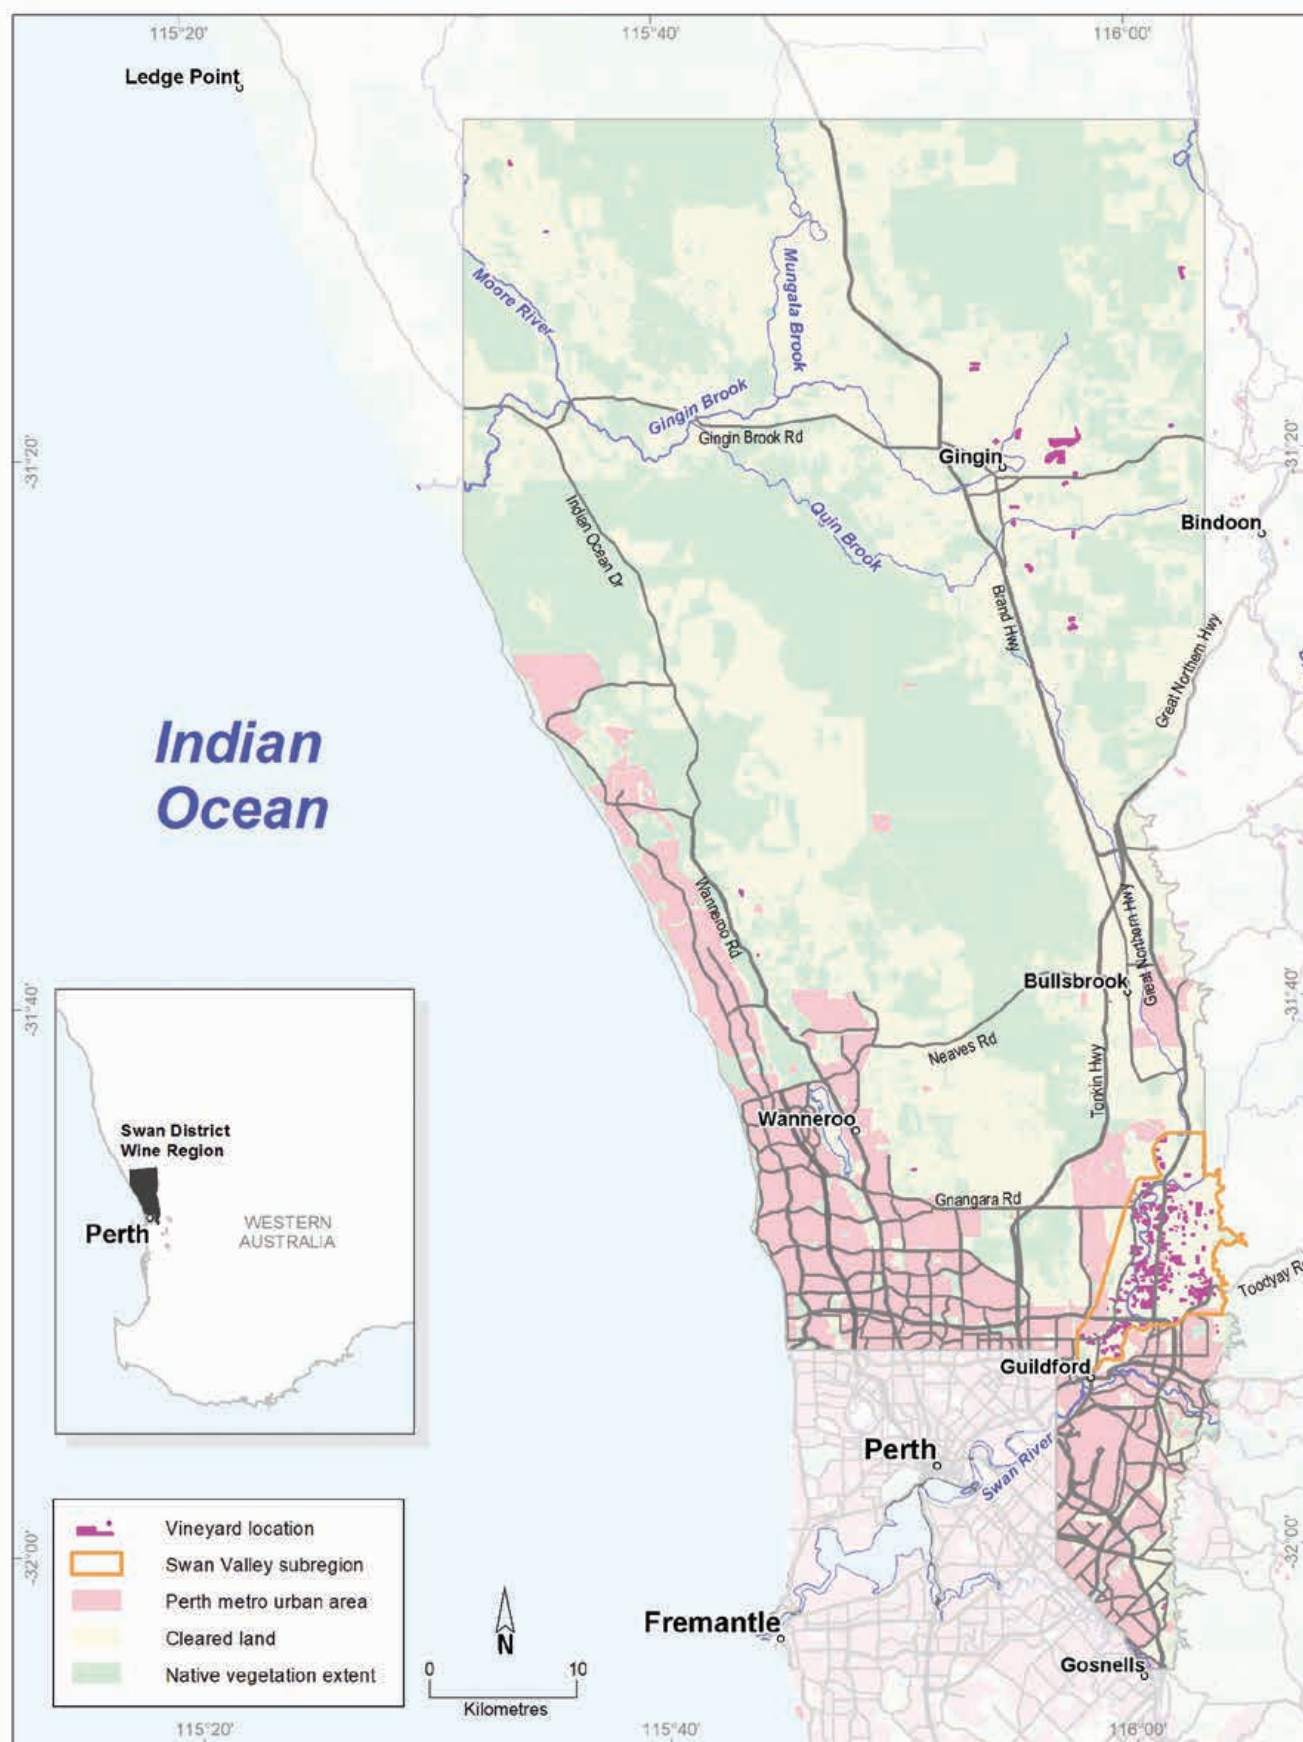 115°20'
115°40'
116°00'
Ledge Point
Moore River
Mungala Brook
Gingin Brook
Gingin Brook Rd
-31°20'
-31°20'
Gingin
Indian Ocean Dr
Quin Brook
Bindoon
Brand Hwy
Great Northern Hwy
Indian
Ocean
Wanneroo Rd
Great Northern Hwy
Bullsbrook
-31°40'
-31°40'
Neaves Rd
Tonkin Hwy
Wanneroo
Swan District
Wine Region
Gnangara Rd
Perth
WESTERN
AUSTRALIA
Toodyay R
Guildford
Perth
Swan River
Vineyard location
Swan Valley subregion
Perth metro urban area
Cleared land
Native vegetation extent
-32°00'
-32°00'
N
0 10
Kilometres
Fremantle
Gosnells
115°20'
115°40'
116°00'